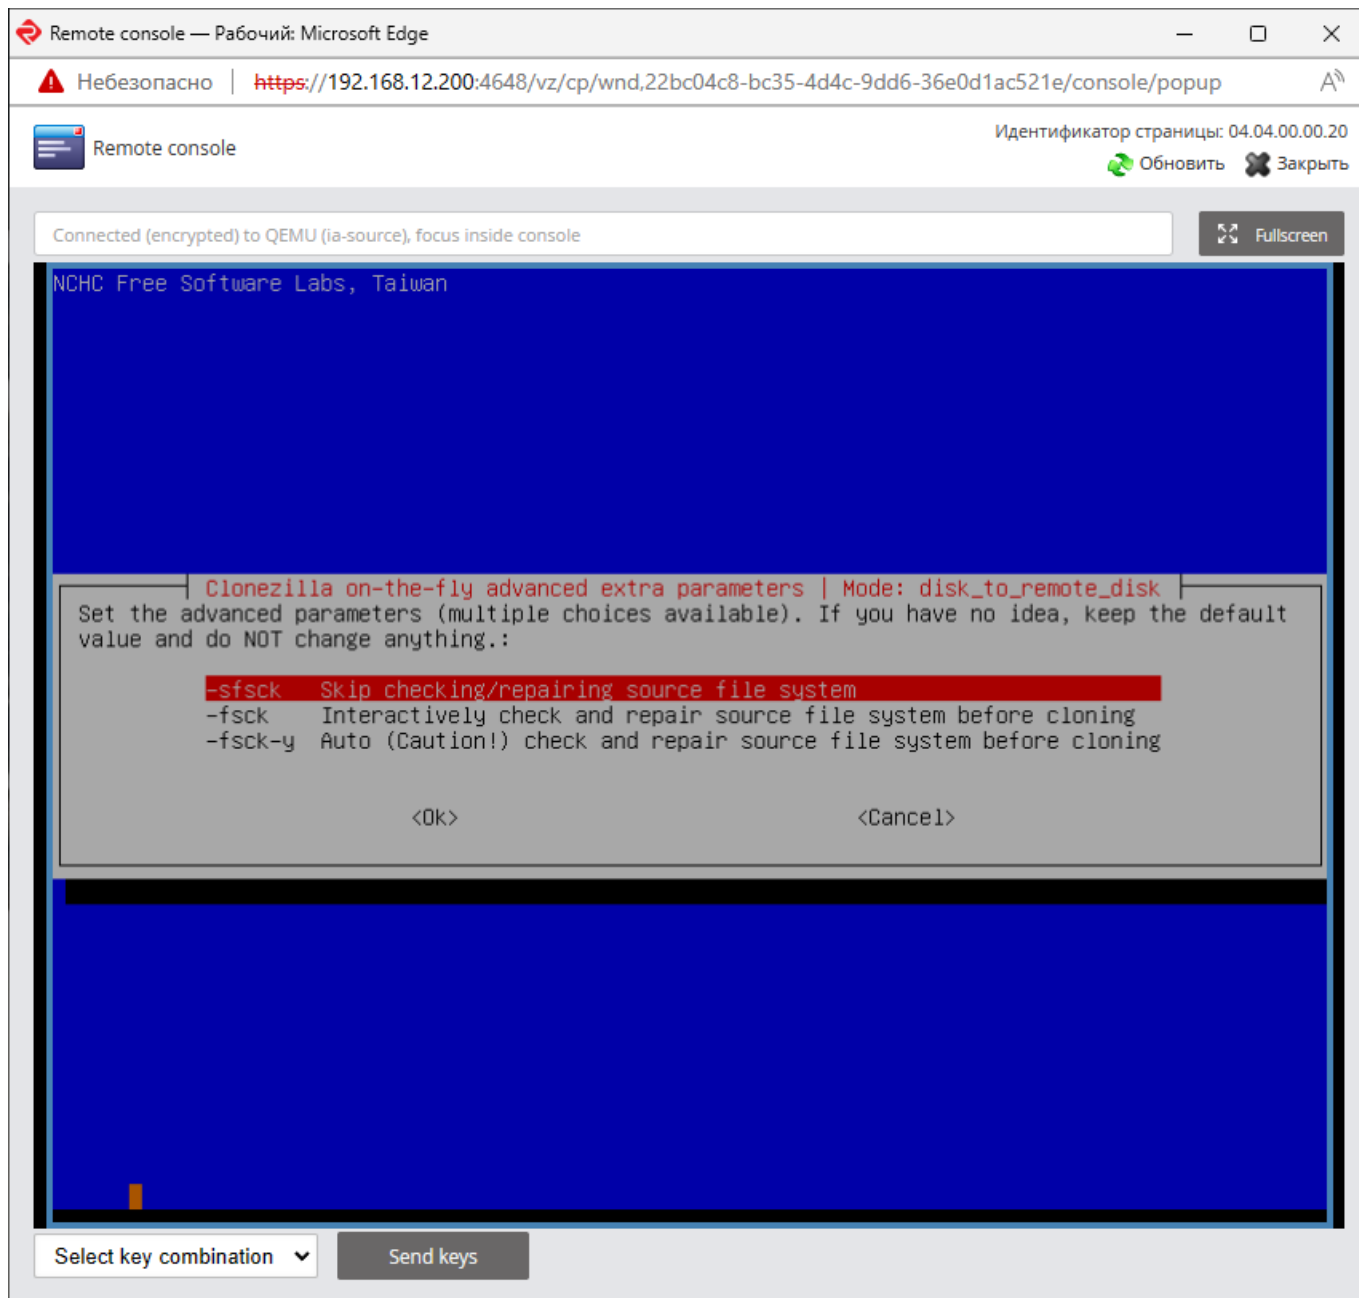 Remote console — Рабочий: Microsoft Edge
Небезопасно https://192.168.12.200:4648/vz/cp/wnd,22bc04c8-bc35-4d4c-9dd6-36e0d1ac521e/console/popup
Remote console
Идентификатор страницы: 04.04.00.00.20
Обновить Закрыть
Connected (encrypted) to QEMU (ia-source), focus inside console
Fullscreen
NCHC Free Software Labs, Taiwan
Clonezilla on-the-fly advanced extra parameters | Mode: disk_to_remote_disk
Set the advanced parameters (multiple choices available). If you have no idea, keep the default
value and do NOT change anything.:
-sfsck Skip checking/repairing source file system
-fsck Interactively check and repair source file system before cloning
-fsck-y Auto (Caution!) check and repair source file system before cloning
<Ok> <Cancel>
Select key combination Send keys